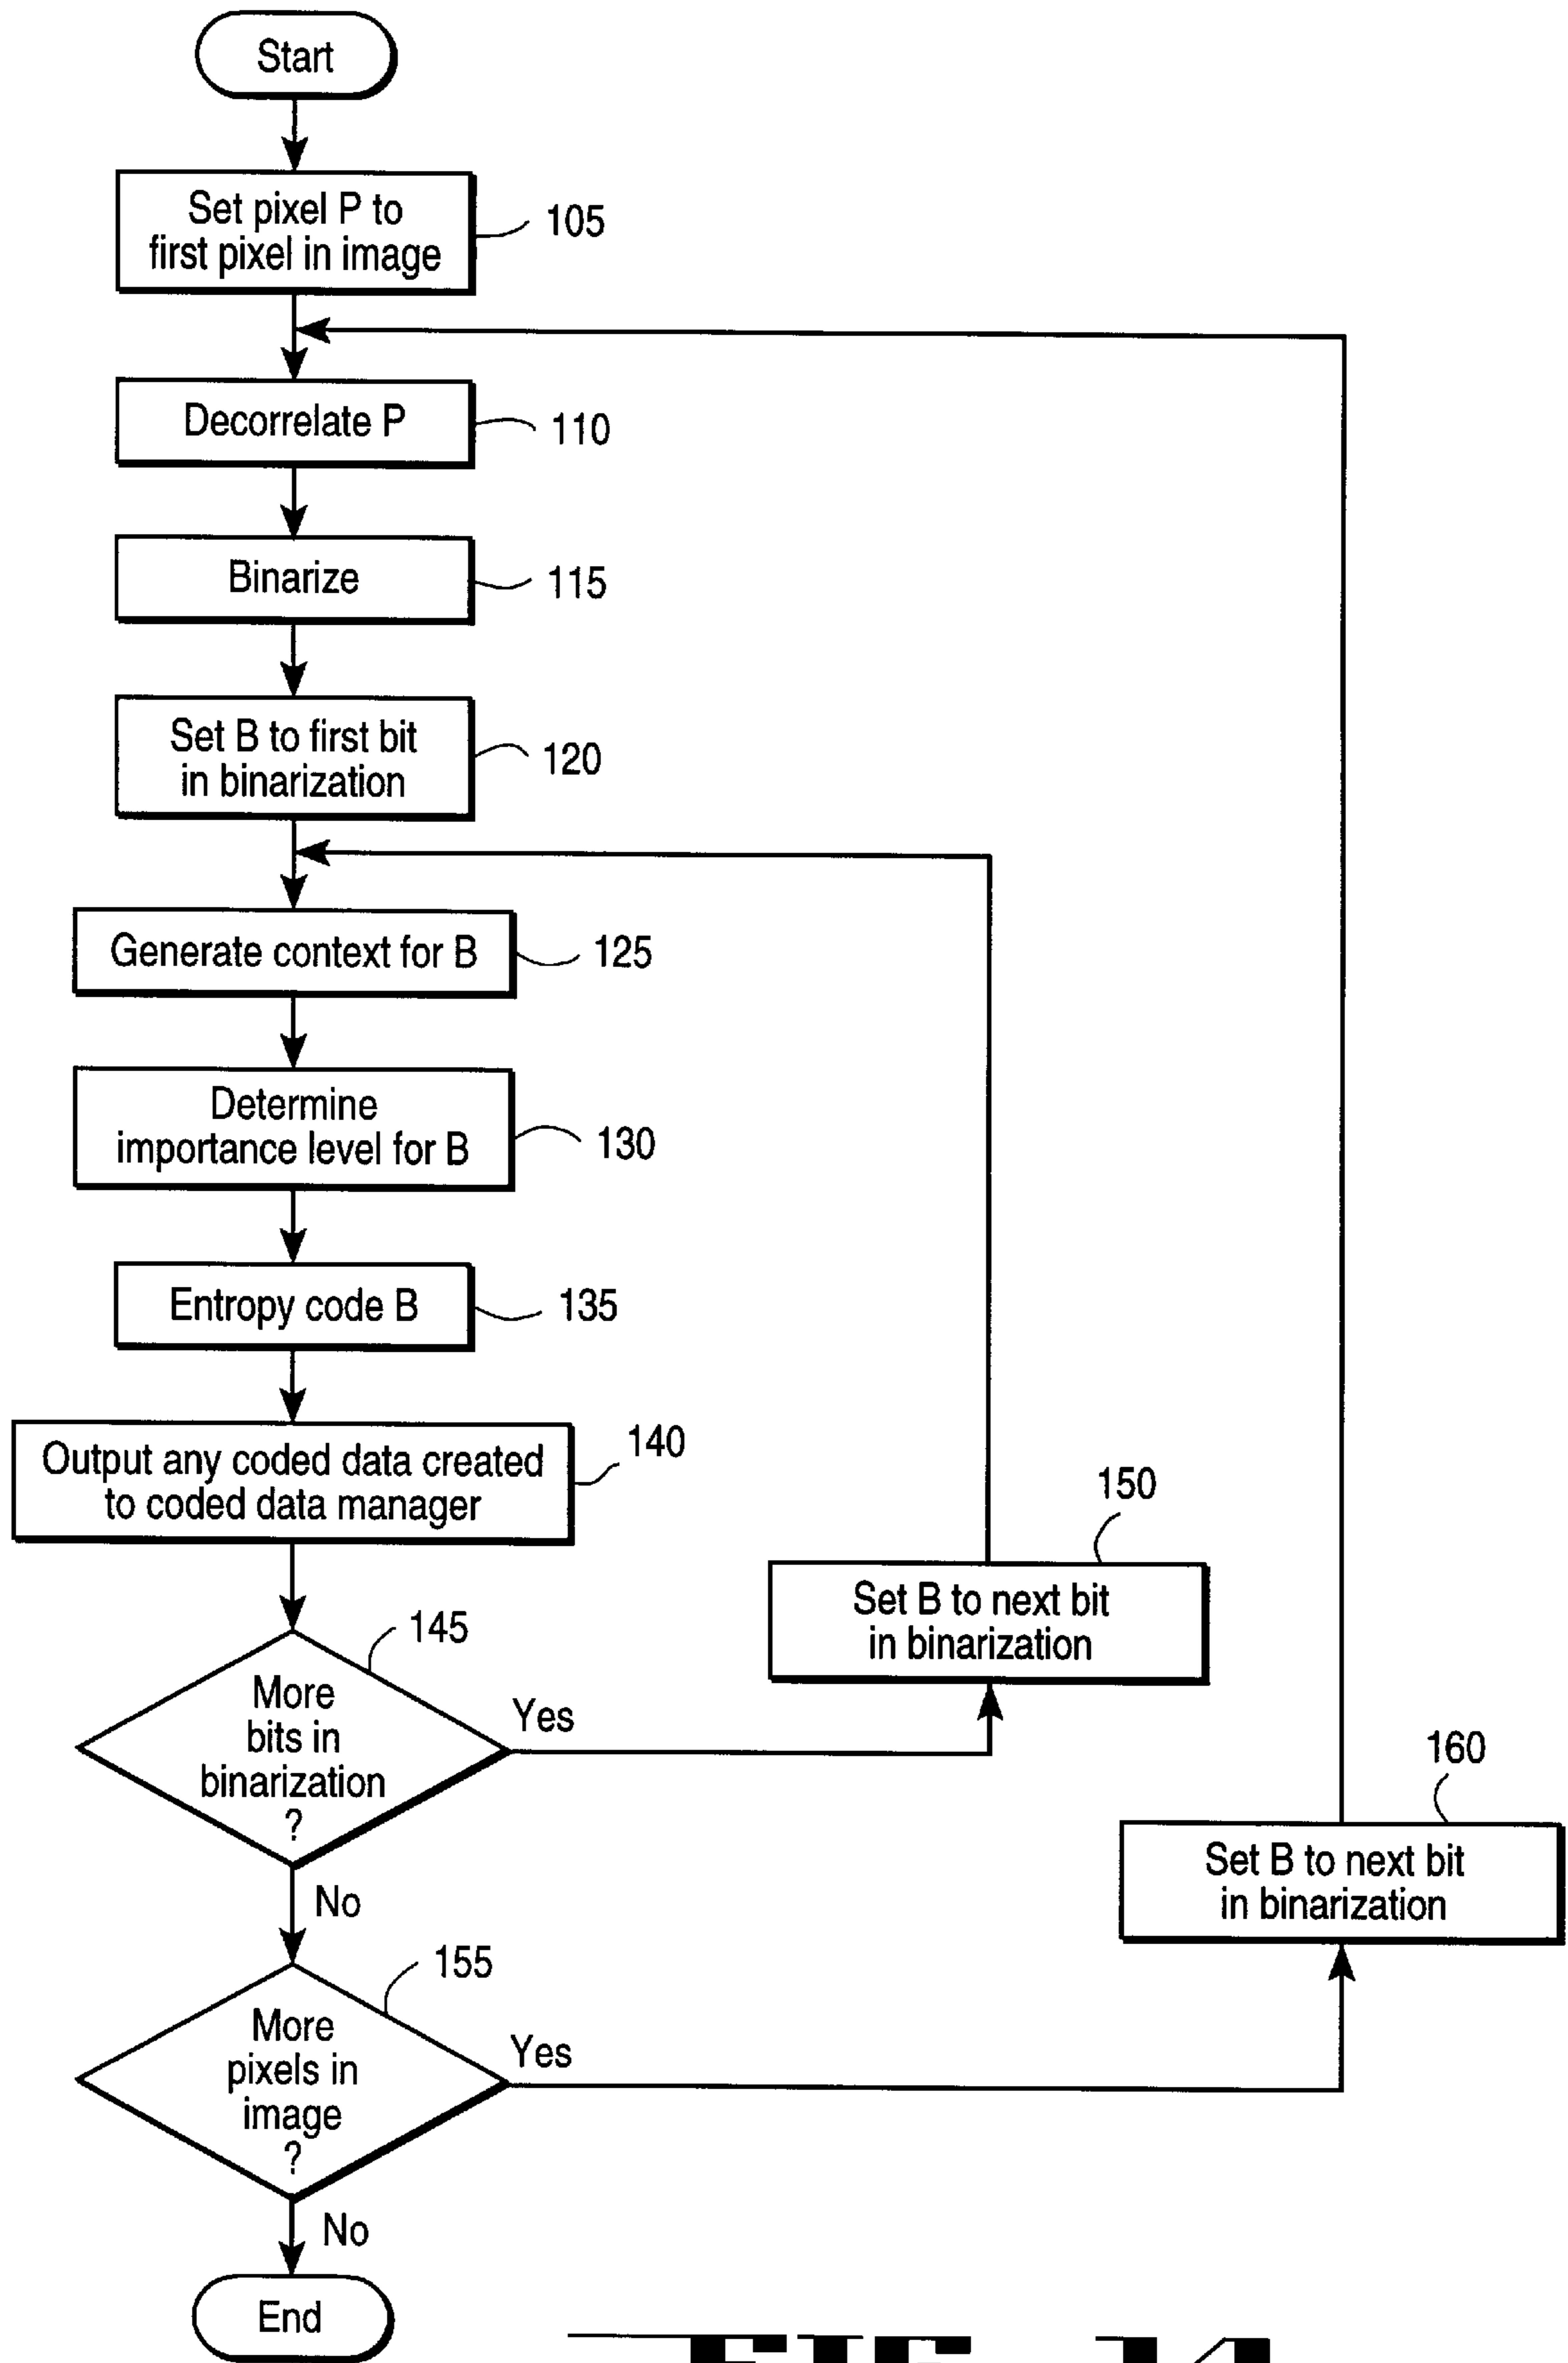 Start
Set pixel P to
first pixel in image
105
Decorrelate P
110
Binarize
115
Set B to first bit
in binarization
120
Generate context for B
125
Determine
importance level for B
130
Entropy code B
135
Output any coded data created
to coded data manager
140
150
Set B to next bit
in binarization
145
More
bits in
binarization
?
Yes
No
160
Set B to next bit
in binarization
155
More
pixels in
image
?
Yes
No
End